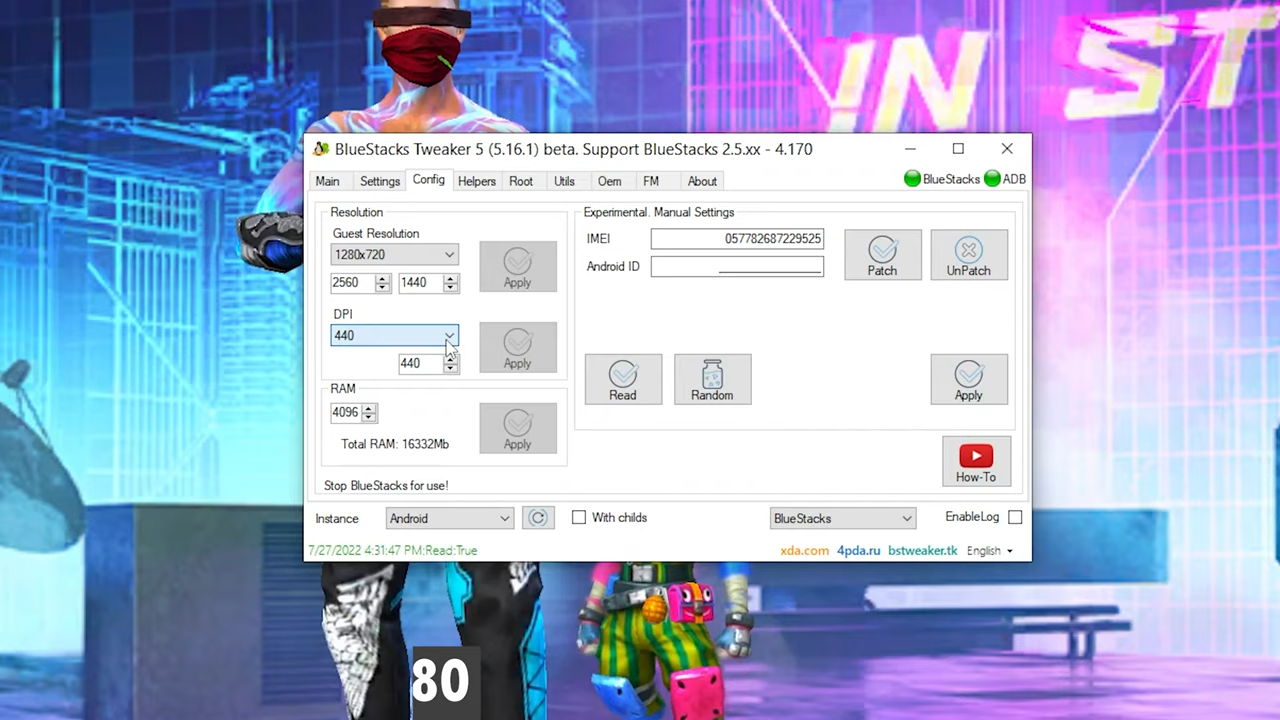 IN ST
BlueStacks Tweaker 5 (5.16.1) beta. Support BlueStacks 2.5.xx - 4.170
Main Settings Config Helpers Root Utils Oem FM About
BlueStacks ADB
Resolution
Guest Resolution
1280x720
2560 1440
Apply
DPI
440
440
Apply
RAM
4096
Total RAM: 16332Mb
Apply
Stop BlueStacks for use!
Experimental. Manual Settings
IMEI 057782687229525
Android ID
Patch UnPatch
Read Random Apply
How-To
Instance Android With childs BlueStacks EnableLog
7/27/2022 4:31:47 PM:Read:True xda.com 4pda.ru bstweaker.tk English
80